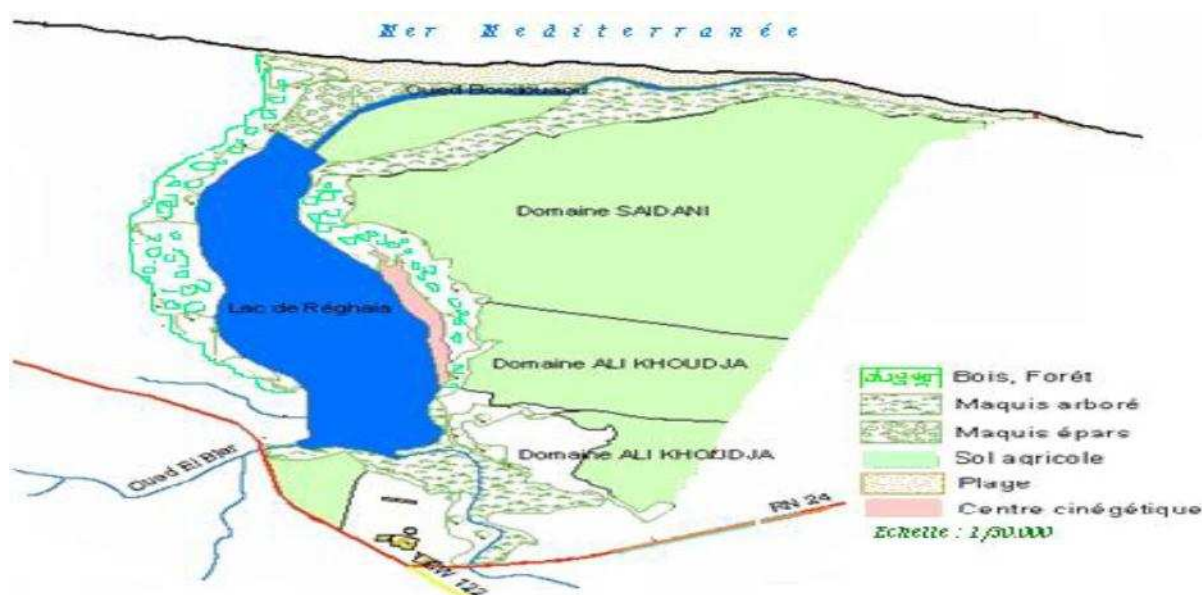 Mer Mediterranée
Oued Boudouaou
Domaine SAIDANI
Lac de Réghaia
Domaine ALI KHOUDJA
Domaine ALI KHOUDJA
Oued El Biar
RN 24
Bois, Forêt
Maquis arboré
Maquis épars
Sol agricole
Plage
Centre cinégétique
Echelle : 1/50.000